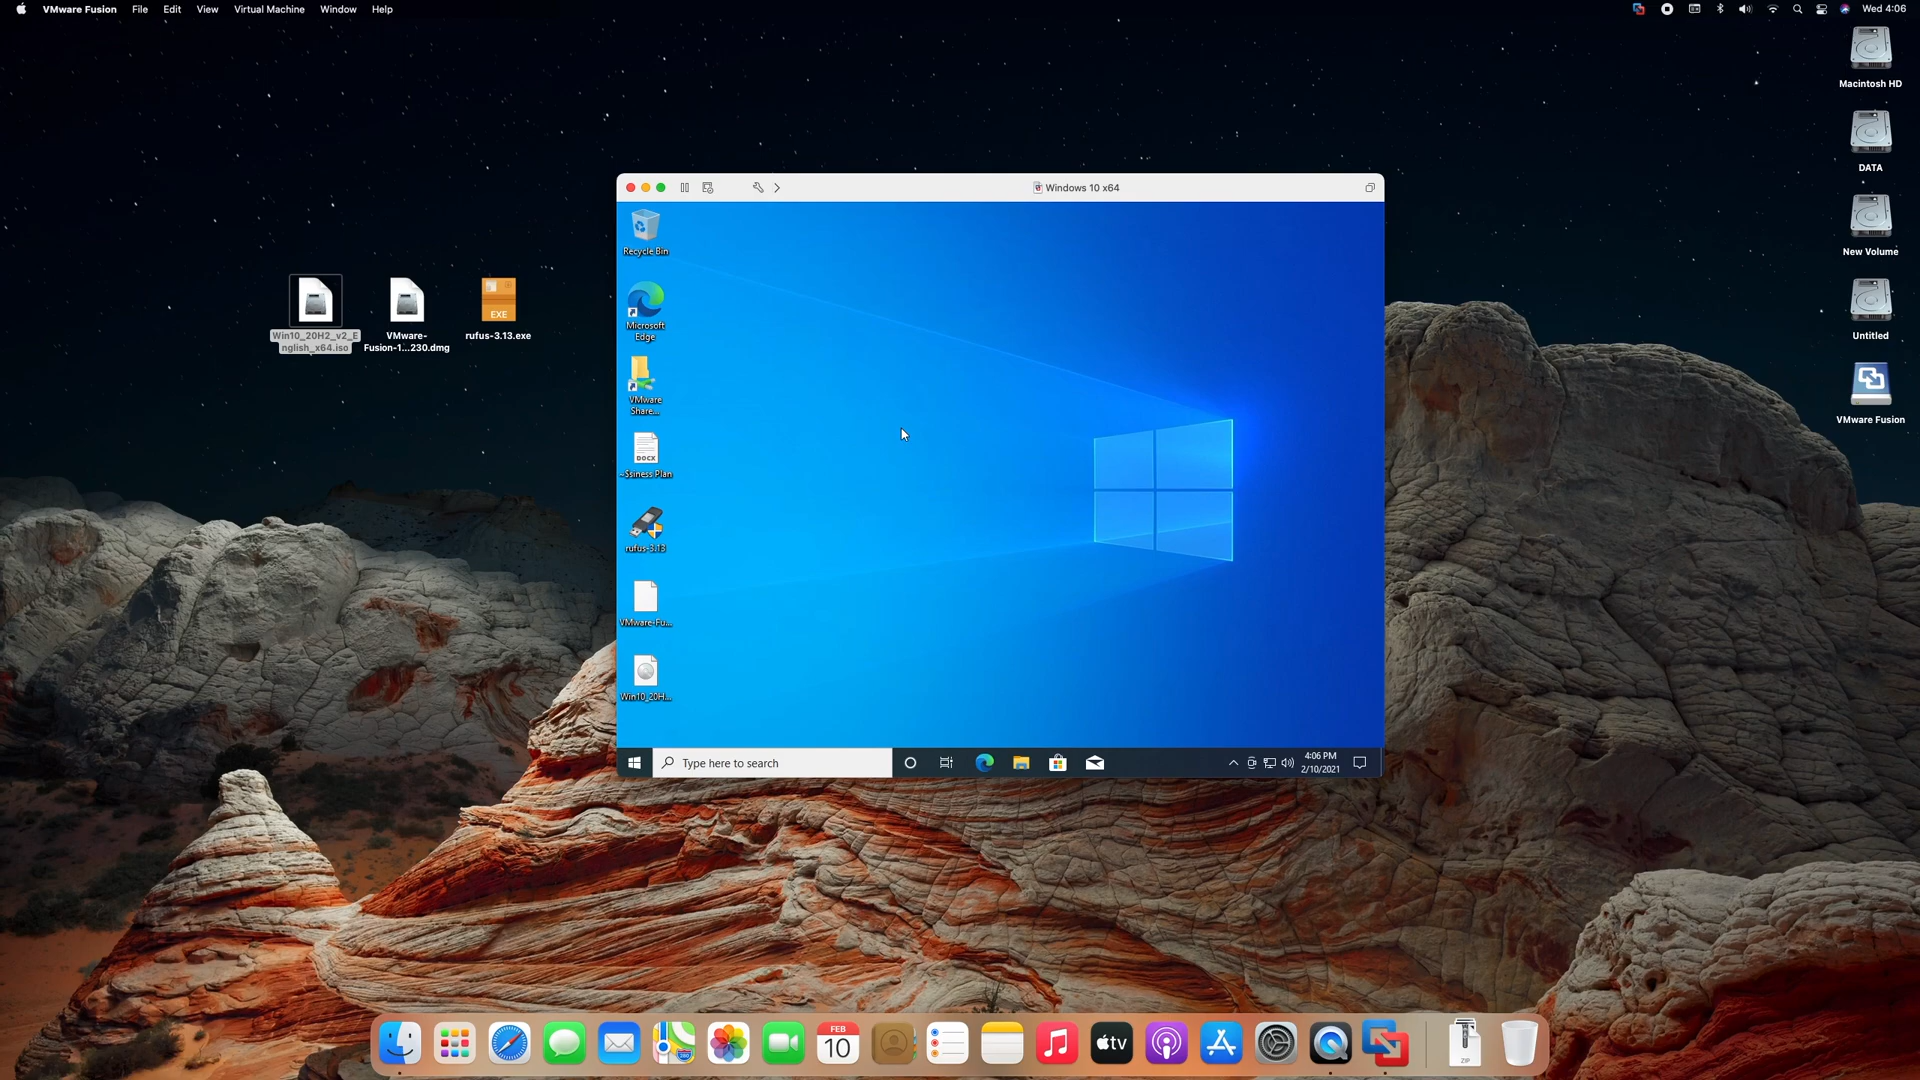 VMware Fusion File Edit View Virtual Machine Window Help
Wed 4:06
Macintosh HD
DATA
New Volume
Untitled
VMware Fusion
Win10_20H2_v2_E
nglish_x64.iso
VMware-
Fusion-1...230.dmg
EXE
rufus-3.13.exe
Windows 10 x64
Recycle Bin
Microsoft
Edge
VMware
Share...
DOCX
~$siness Plan
rufus-3.13
VMware-Fu...
Win10_20H...
Type here to search
4:06 PM
2/10/2021
FEB
10
tv
ZIP